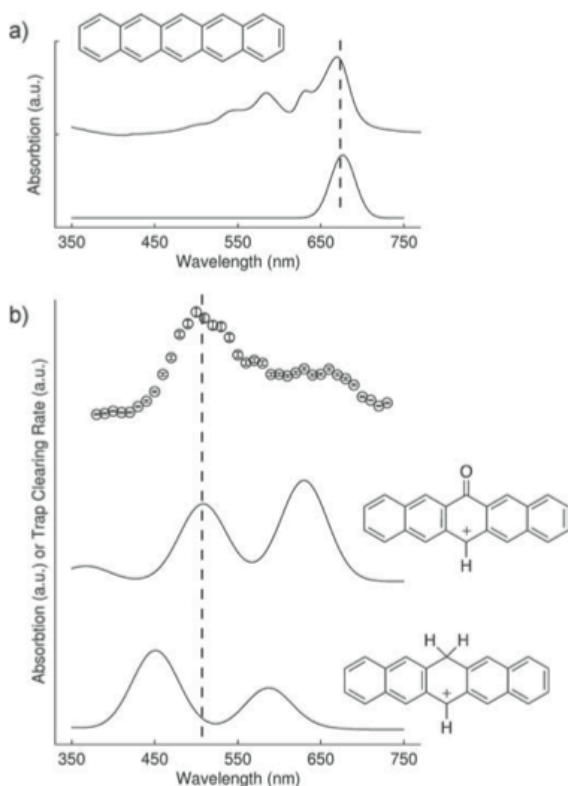 a)
Absorbtion (a.u.)
350 450 550 650 750
Wavelength (nm)
b)
Absorbtion (a.u.) or Trap Clearing Rate (a.u.)
O
+
H
H H
+
H
350 450 550 650 750
Wavelength (nm)